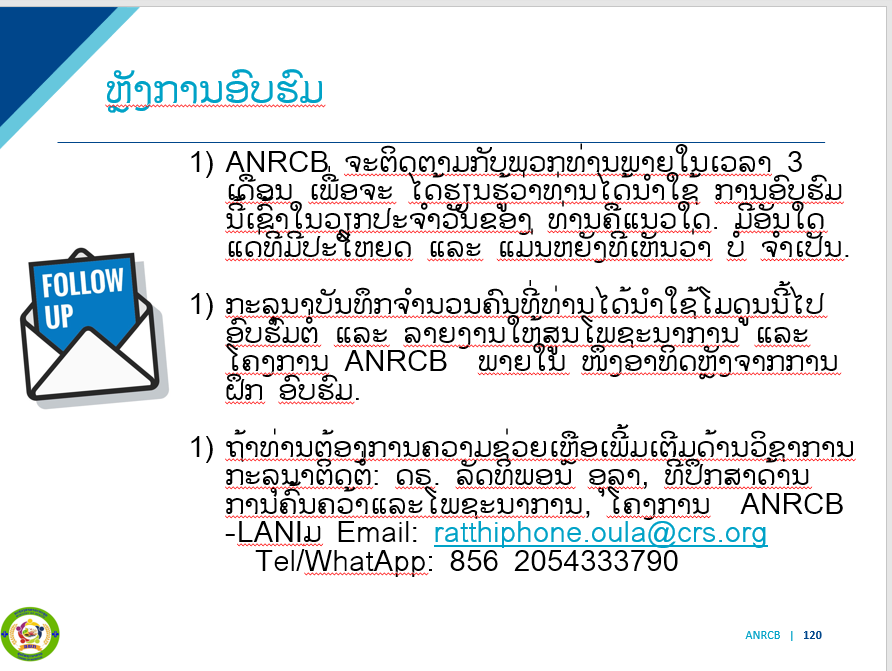 ຫຼັງການອົບຮົມ
1) ANRCB ຈະຕິດຕາມກັບພວກທ່ານພາຍໃນເວລາ 3
ເດືອນ ເພື່ອຈະ ໄດ້ຮຽນຮູ້ວ່າທ່ານໄດ້ນຳໃຊ້ ການອົບຮົມ
ນີ້ເຂົ້າໃນວຽກປະຈຳວັນຂອງ ທ່ານຄືແນວໃດ. ມີອັນໃດ
ແດ່ທີ່ມີປະໂຫຍດ ແລະ ແມ່ນຫຍັງທີ່ເຫັນວ່າ ບໍ່ ຈຳເປັນ.
FOLLOW
UP
1) ກະລຸນາບັນທຶກຈຳນວນຄົນທີ່ທ່ານໄດ້ນຳໃຊ້ໂມດູນນີ້ໄປ
ອົບຮົມຕໍ່ ແລະ ລາຍງານໃຫ້ສູນໂພຊະນາການ ແລະ
ໂຄງການ ANRCB ພາຍໃນ ໜຶ່ງອາທິດຫຼັງຈາກການ
ຝຶກ ອົບຮົມ.
1) ຖ້າທ່ານຕ້ອງການຄວາມຊ່ວຍເຫຼືອເພີ້ມເຕີມດ້ານວິຊາການ
ກະລຸນາຕິດຕໍ່: ດຣ. ລັດທິພອນ ອຸລາ, ທີ່ປຶກສາດ້ານ
ການຄົ້ນຄວ້າແລະໂພຊະນາການ, ໂຄງການ ANRCB
-LANIມ Email: ratthiphone.oula@crs.org
Tel/WhatApp: 856 2054333790
ANRCB | 120